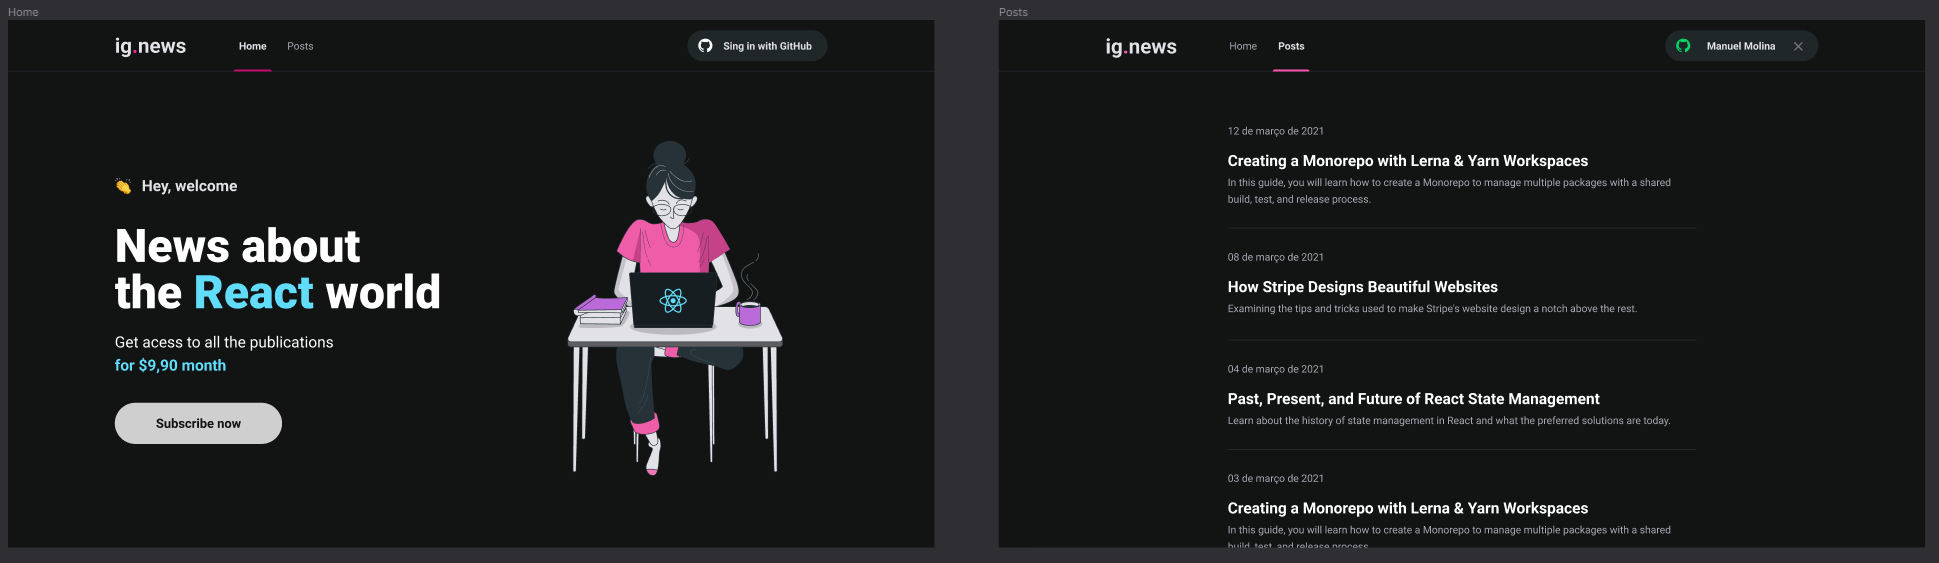 Home
ig.news
Home
Posts
Sing in with GitHub
👏 Hey, welcome
News about
the React world
Get acess to all the publications
for $9,90 month
Subscribe now
Posts
ig.news
Home
Posts
Manuel Molina
12 de março de 2021
Creating a Monorepo with Lerna & Yarn Workspaces
In this guide, you will learn how to create a Monorepo to manage multiple packages with a shared
build, test, and release process.
08 de março de 2021
How Stripe Designs Beautiful Websites
Examining the tips and tricks used to make Stripe's website design a notch above the rest.
04 de março de 2021
Past, Present, and Future of React State Management
Learn about the history of state management in React and what the preferred solutions are today.
03 de março de 2021
Creating a Monorepo with Lerna & Yarn Workspaces
In this guide, you will learn how to create a Monorepo to manage multiple packages with a shared
build, test, and release process.